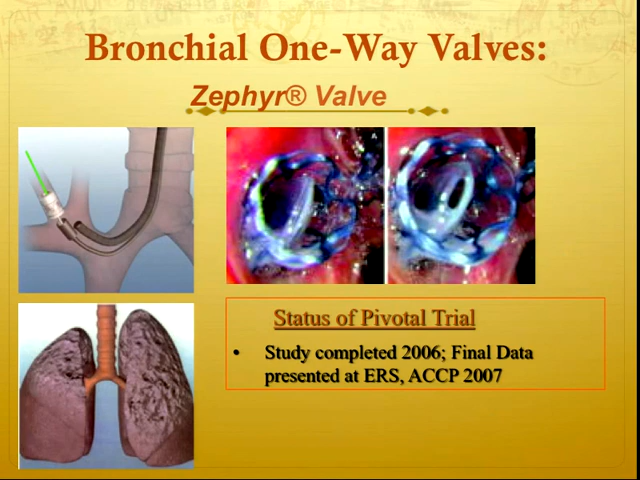 Bronchial One-Way Valves:
Zephyr® Valve
A
Status of Pivotal Trial
• Study completed 2006; Final Data
presented at ERS, ACCP 2007